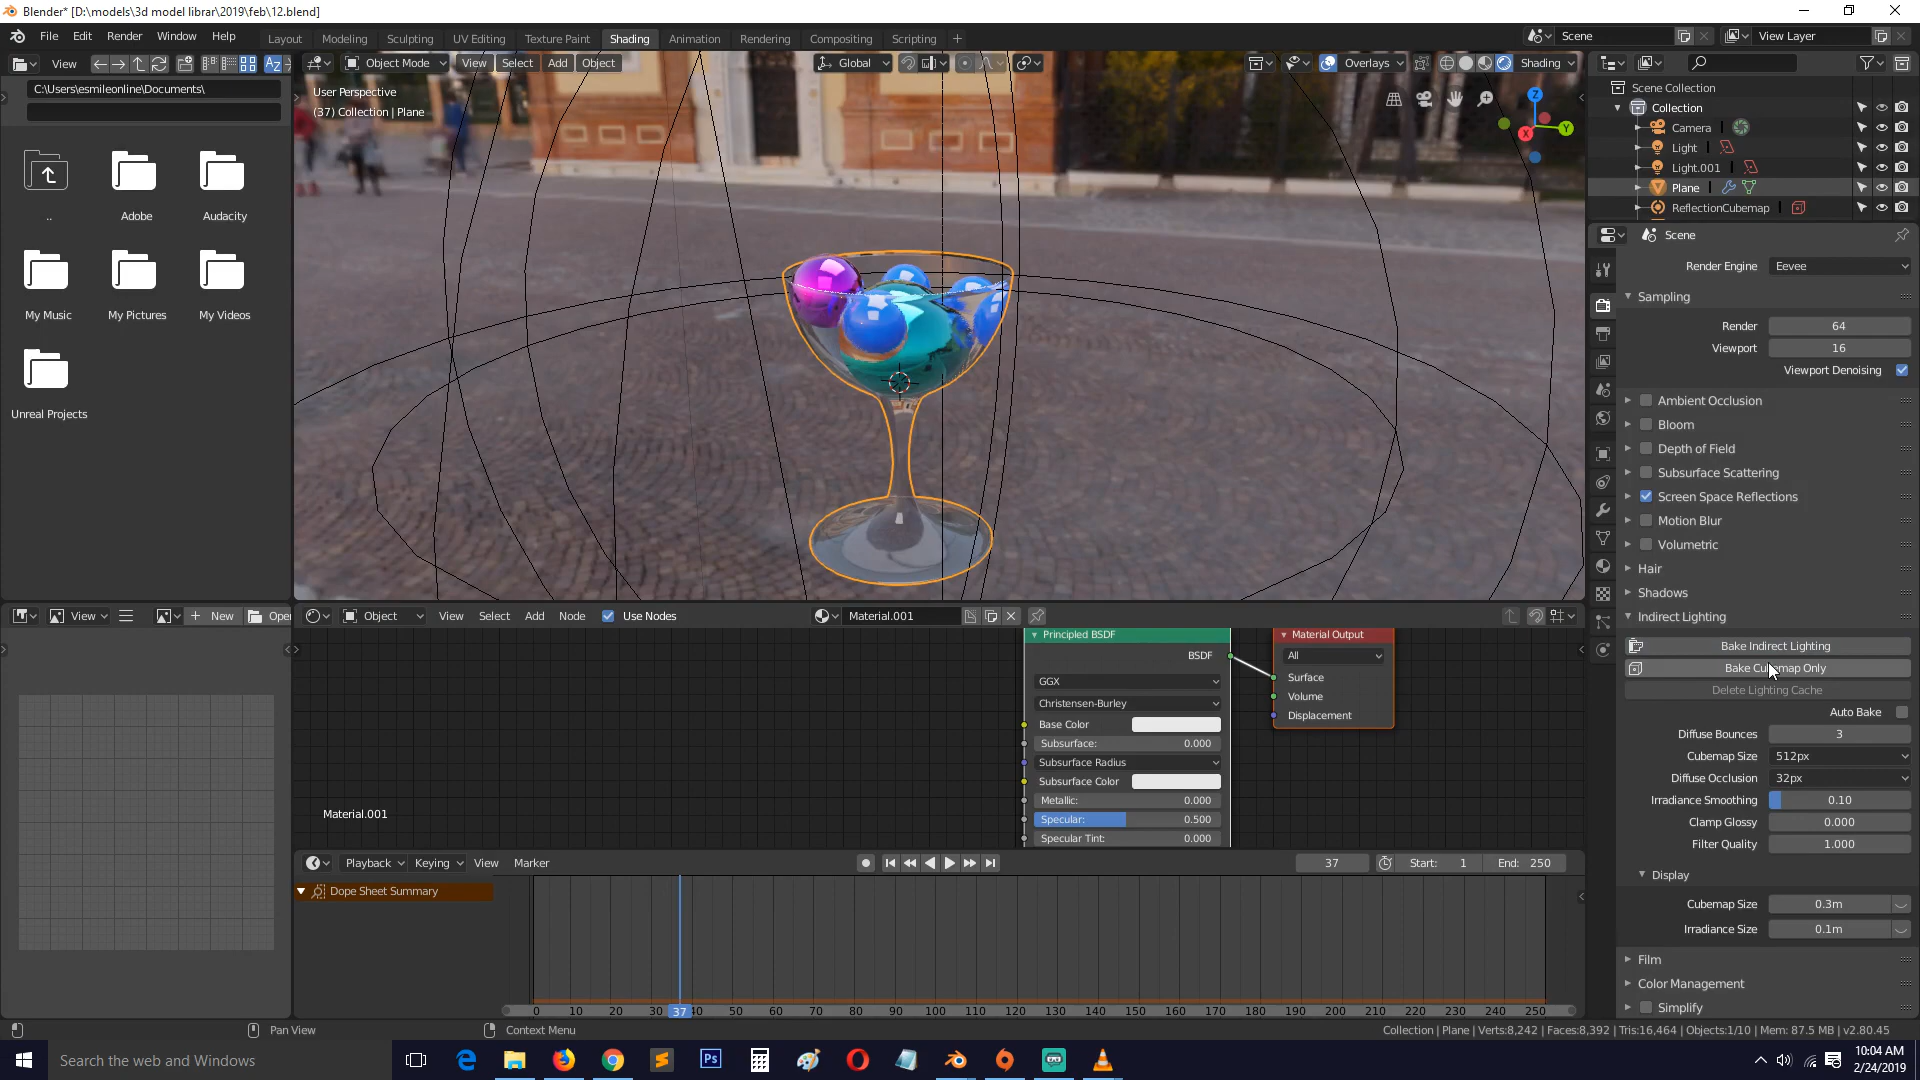 Blender* [D:\models\3d model librar\2019\feb\12.blend]
File Edit Render Window Help
Layout Modeling Sculpting UV Editing Texture Paint Shading Animation Rendering Compositing Scripting +
Scene
View Layer
View
C:\Users\esmileonline\Documents\
..
Adobe
Audacity
My Music
My Pictures
My Videos
Unreal Projects
Object Mode View Select Add Object
Global
Overlays
Shading
User Perspective
(37) Collection | Plane
Z
Y
X
Scene Collection
Collection
Camera
Light
Light.001
Plane
ReflectionCubemap
Scene
Render Engine Eevee
Sampling
Render 64
Viewport 16
Viewport Denoising
Ambient Occlusion
Bloom
Depth of Field
Subsurface Scattering
Screen Space Reflections
Motion Blur
Volumetric
Hair
Shadows
Indirect Lighting
Bake Indirect Lighting
Bake Cubemap Only
Delete Lighting Cache
Auto Bake
Diffuse Bounces 3
Cubemap Size 512px
Diffuse Occlusion 32px
Irradiance Smoothing 0.10
Clamp Glossy 0.000
Filter Quality 1.000
Display
Cubemap Size 0.3m
Irradiance Size 0.1m
Film
Color Management
Simplify
View
New
Open
Object View Select Add Node Use Nodes
Material.001
Principled BSDF
BSDF
GGX
Christensen-Burley
Base Color
Subsurface: 0.000
Subsurface Radius
Subsurface Color
Metallic: 0.000
Specular: 0.500
Specular Tint: 0.000
Material Output
All
Surface
Volume
Displacement
Material.001
Playback Keying View Marker
37
Start: 1
End: 250
Dope Sheet Summary
0 10 20 30 37 40 50 60 70 80 90 100 110 120 130 140 150 160 170 180 190 200 210 220 230 240 250
Pan View
Context Menu
Collection | Plane | Verts:8,242 | Faces:8,392 | Tris:16,464 | Objects:1/10 | Mem: 87.5 MB | v2.80.45
Search the web and Windows
Ps
10:04 AM
2/24/2019